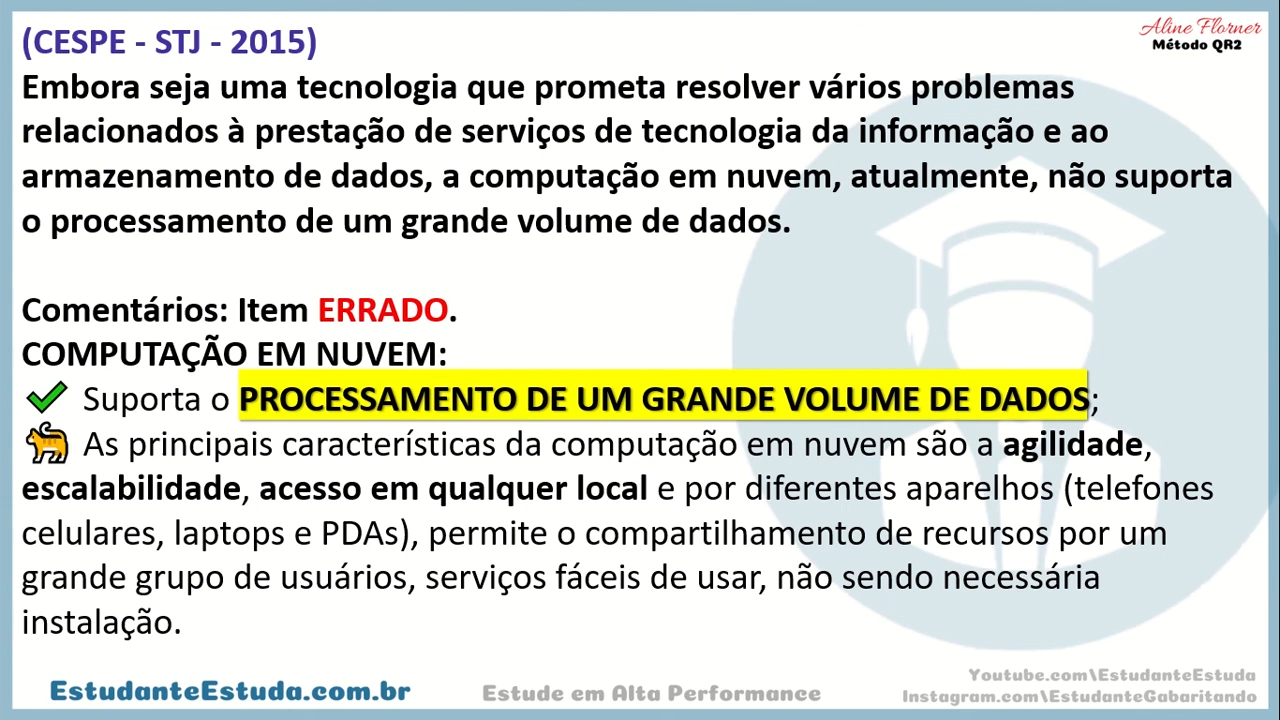 (CESPE - STJ - 2015)
Aline Florner
Método QR2
Embora seja uma tecnologia que prometa resolver vários problemas
relacionados à prestação de serviços de tecnologia da informação e ao
armazenamento de dados, a computação em nuvem, atualmente, não suporta
o processamento de um grande volume de dados.
Comentários: Item ERRADO.
COMPUTAÇÃO EM NUVEM:
Suporta o PROCESSAMENTO DE UM GRANDE VOLUME DE DADOS;
As principais características da computação em nuvem são a agilidade,
escalabilidade, acesso em qualquer local e por diferentes aparelhos (telefones
celulares, laptops e PDAs), permite o compartilhamento de recursos por um
grande grupo de usuários, serviços fáceis de usar, não sendo necessária
instalação.
EstudanteEstuda.com.br
Estude em Alta Performance
Youtube.com\EstudanteEstuda
Instagram.com\EstudanteGabaritando